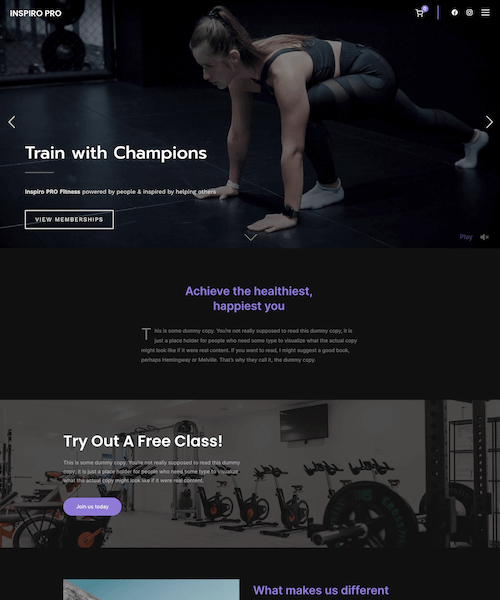 INSPIRO PRO
0
Train with Champions
Inspiro PRO Fitness powered by people & inspired by helping others
VIEW MEMBERSHIPS
Play
Achieve the healthiest,
happiest you
This is some dummy copy. You're not really supposed to read this dummy copy, it is
just a place holder for people who need some type to visualize what the actual copy
might look like if it were real content. If you want to read, I might suggest a good book,
perhaps Hemingway or Melville. That's why they call it, the dummy copy.
Try Out A Free Class!
This is some dummy copy. You're not really supposed to read this dummy
copy, it is just a place holder for people who need some type to visualize
what the actual copy might look like if it were real content.
Join us today
What makes us different